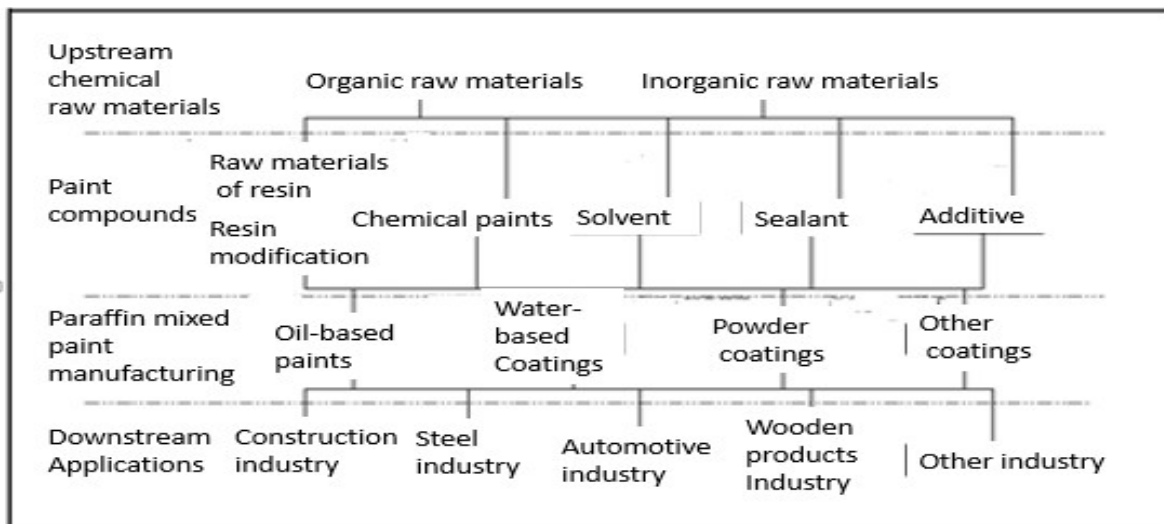 Upstream
chemical
raw materials
Organic raw materials
Inorganic raw materials
Paint
compounds
Raw materials
of resin
Resin
modification
Chemical paints
Solvent
Sealant
Additive
Paraffin mixed
paint
manufacturing
Oil-based
paints
Water-
based
Coatings
Powder
coatings
Other
coatings
Downstream
Applications
Construction
industry
Steel
industry
Automotive
industry
Wooden
products
Industry
Other industry